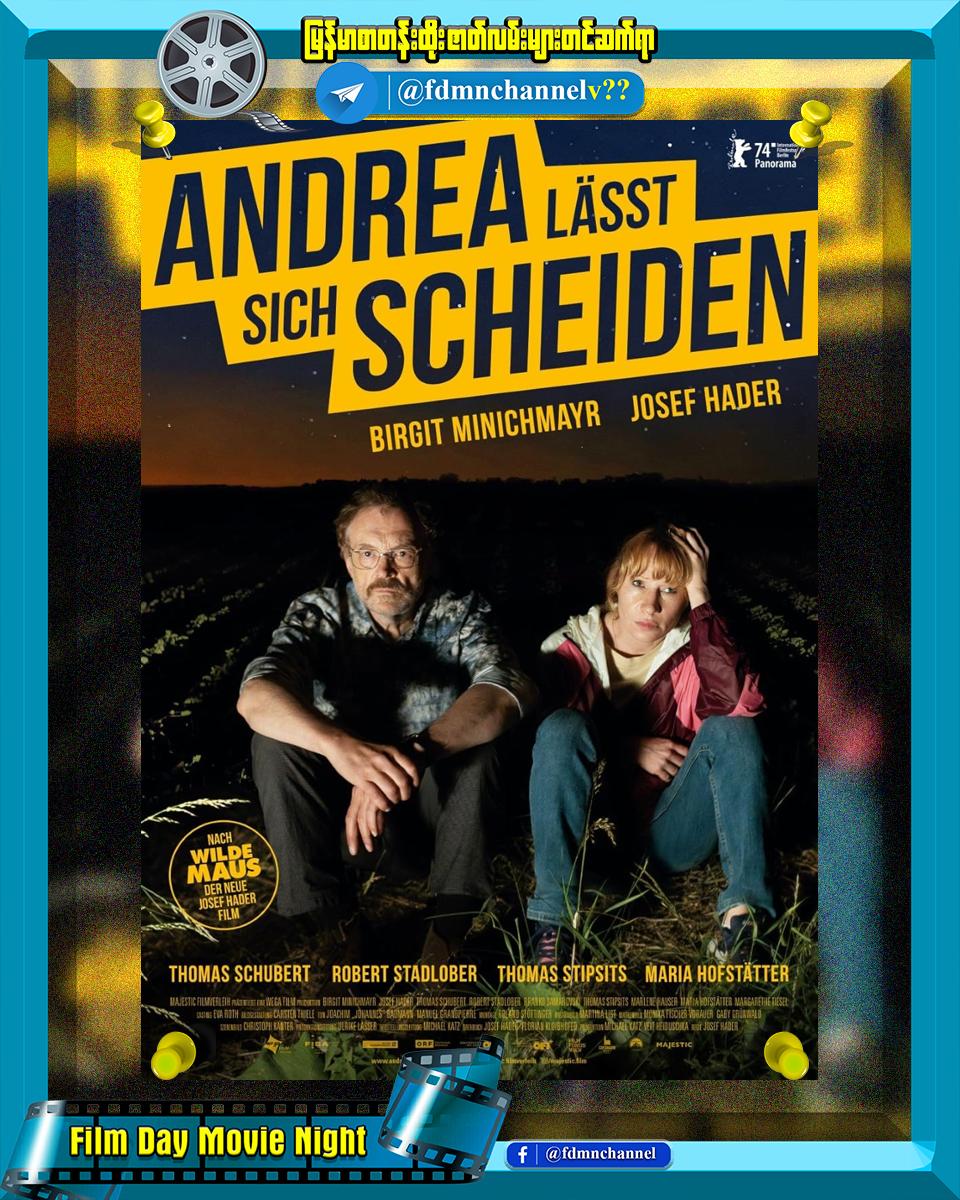 မြန်မာစာတန်းထိုးဇာတ်လမ်းများတင်ဆက်ရာ
@fdmnchannelv??
74
Internationale
Filmfestspiele
Berlin
Panorama
ANDREA LÄSST
SICH SCHEIDEN
BIRGIT MINICHMAYR JOSEF HADER
NACH
WILDE
MAUS
DER NEUE
JOSEF HADER
FILM
THOMAS SCHUBERT ROBERT STADLOBER THOMAS STIPSITS MARIA HOFSTÄTTER
MAJESTIC
Film Day Movie Night
@fdmnchannel